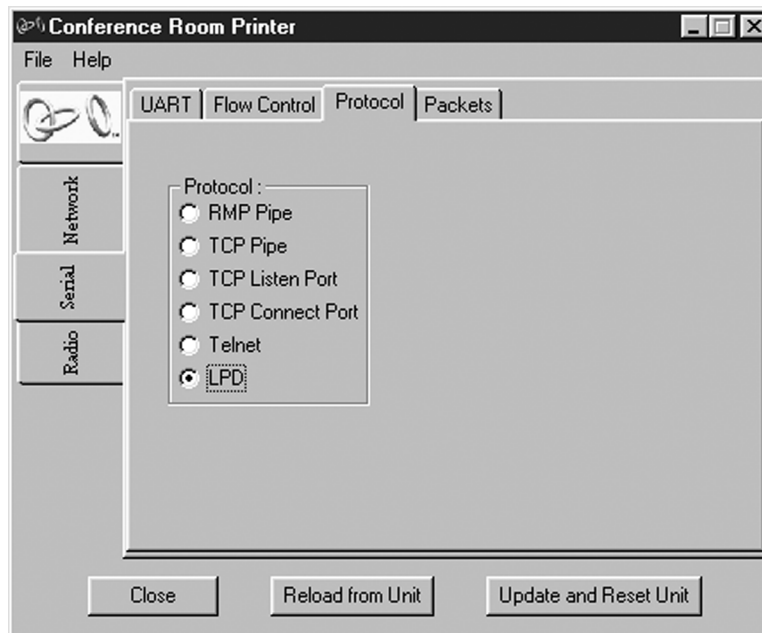 Conference Room Printer
File Help
UART Flow Control Protocol Packets
Network
Serial
Radio
Protocol :
RMP Pipe
TCP Pipe
TCP Listen Port
TCP Connect Port
Telnet
LPD
Close Reload from Unit Update and Reset Unit